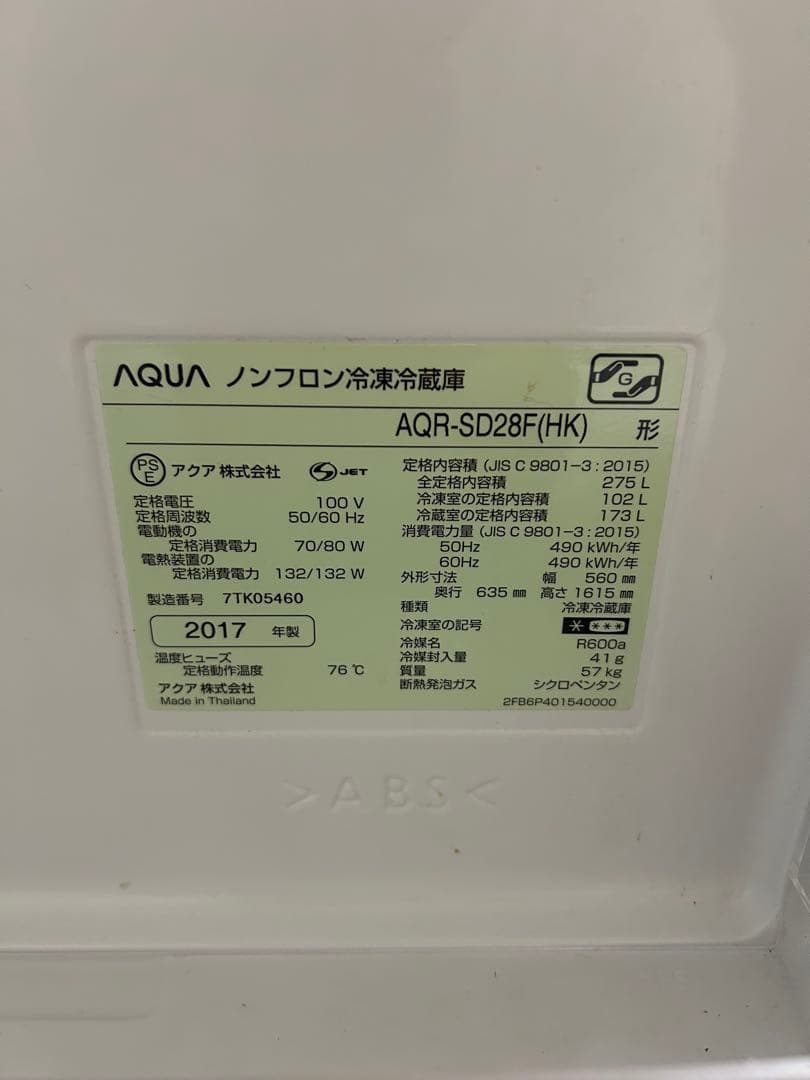 AQUA ノンフロン冷凍冷蔵庫
G
AQR-SD28F(HK) 形
PSE アクア株式会社 JET
定格電圧 100 V
定格周波数 50/60 Hz
電動機の
定格消費電力 70/80 W
電熱装置の
定格消費電力 132/132 W
製造番号 7TK05460
2017 年製
温度ヒューズ
定格動作温度 76 ℃
アクア株式会社
Made in Thailand
定格内容積 (JIS C 9801-3 : 2015)
全定格内容積 275 L
冷凍室の定格内容積 102 L
冷蔵室の定格内容積 173 L
消費電力量 (JIS C 9801-3 : 2015)
50Hz 490 kWh/年
60Hz 490 kWh/年
外形寸法 幅 560 ㎜
奥行 635 ㎜ 高さ 1615 ㎜
種類 冷凍冷蔵庫
冷凍室の記号 * ***
冷媒名 R600a
冷媒封入量 41 g
質量 57 kg
断熱発泡ガス シクロペンタン
2FB6P401540000
>ABS<